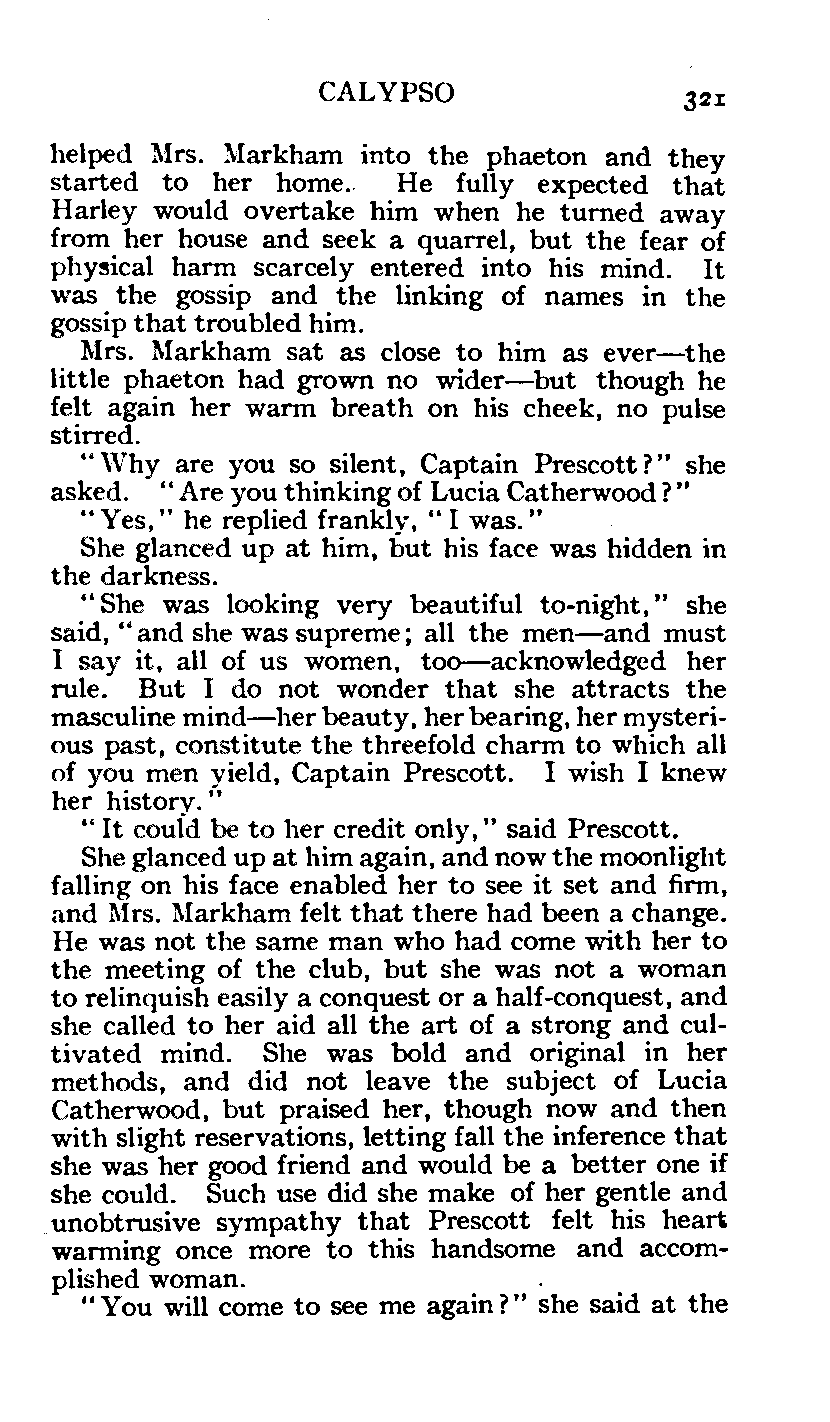 CALYPSO 321
helped Mrs. Markham into the phaeton and they
started to her home. He fully expected that
Harley would overtake him when he turned away
from her house and seek a quarrel, but the fear of
physical harm scarcely entered into his mind. It
was the gossip and the linking of names in the
gossip that troubled him.
Mrs. Markham sat as close to him as ever—the
little phaeton had grown no wider—but though he
felt again her warm breath on his cheek, no pulse
stirred.
"Why are you so silent, Captain Prescott?" she
asked. "Are you thinking of Lucia Catherwood?"
"Yes," he replied frankly, "I was."
She glanced up at him, but his face was hidden in
the darkness.
"She was looking very beautiful to-night," she
said, "and she was supreme; all the men—and must
I say it, all of us women, too—acknowledged her
rule. But I do not wonder that she attracts the
masculine mind—her beauty, her bearing, her mysteri-
ous past, constitute the threefold charm to which all
of you men yield, Captain Prescott. I wish I knew
her history."
"It could be to her credit only," said Prescott.
She glanced up at him again, and now the moonlight
falling on his face enabled her to see it set and firm,
and Mrs. Markham felt that there had been a change.
He was not the same man who had come with her to
the meeting of the club, but she was not a woman
to relinquish easily a conquest or a half-conquest, and
she called to her aid all the art of a strong and cul-
tivated mind. She was bold and original in her
methods, and did not leave the subject of Lucia
Catherwood, but praised her, though now and then
with slight reservations, letting fall the inference that
she was her good friend and would be a better one if
she could. Such use did she make of her gentle and
unobtrusive sympathy that Prescott felt his heart
warming once more to this handsome and accom-
plished woman.
"You will come to see me again?" she said at the